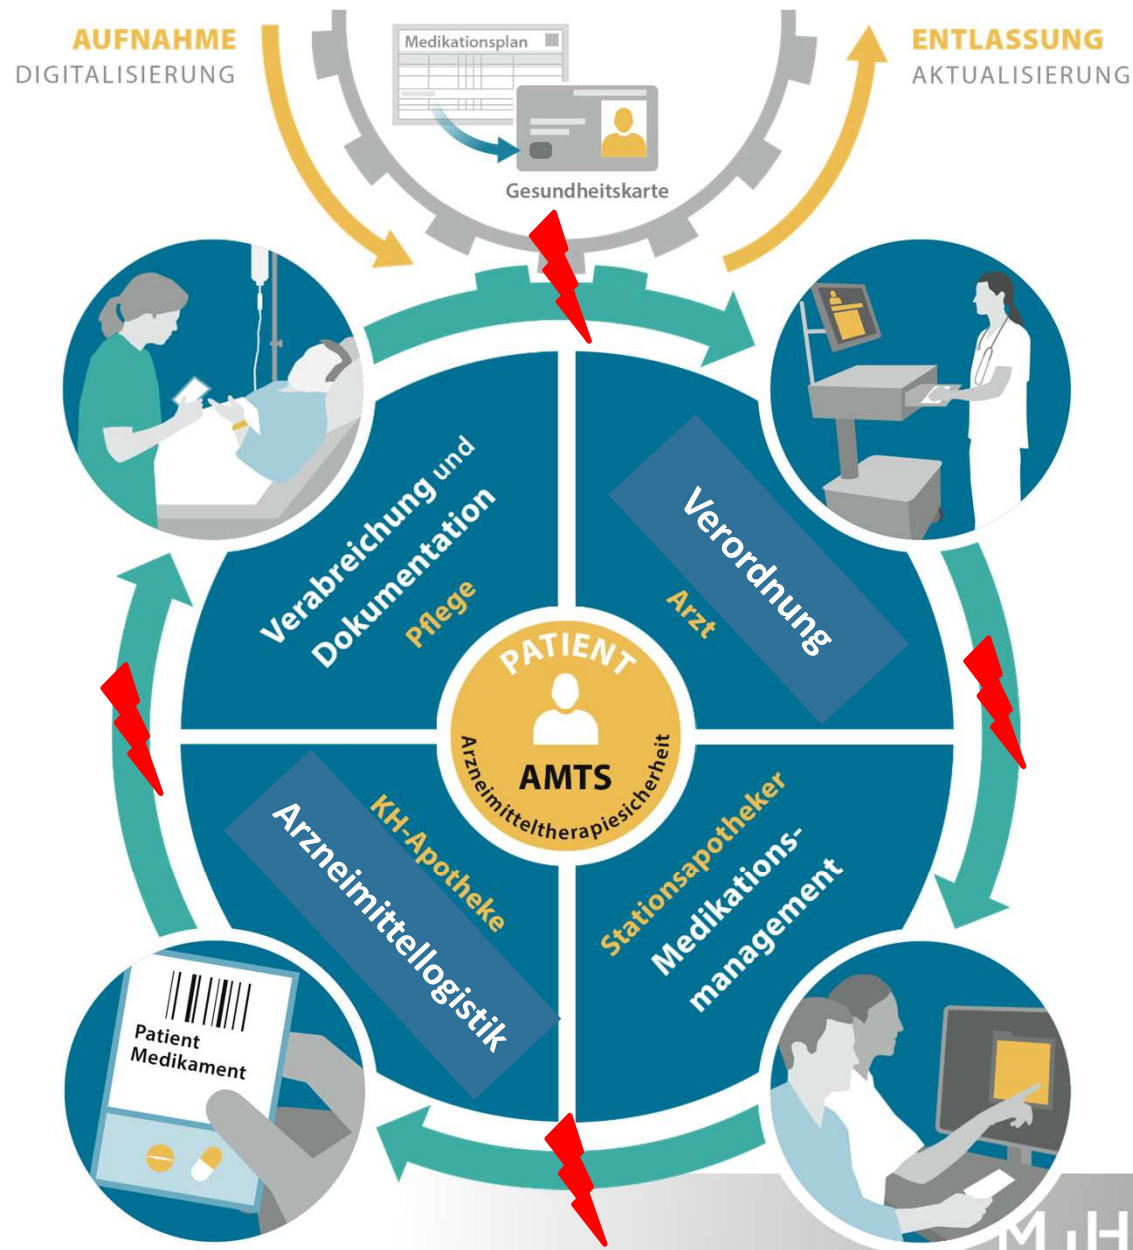 AUFNAHME
DIGITALISIERUNG
Medikationsplan
Gesundheitskarte
ENTLASSUNG
AKTUALISIERUNG
Verabreichung und
Dokumentation
Pflege
Verordnung
Arzt
PATIENT
AMTS
Arzneimitteltherapiesicherheit
KH-Apotheke
Arzneimittellogistik
Stationsapotheker
Medikations-
management
Patient
Medikament